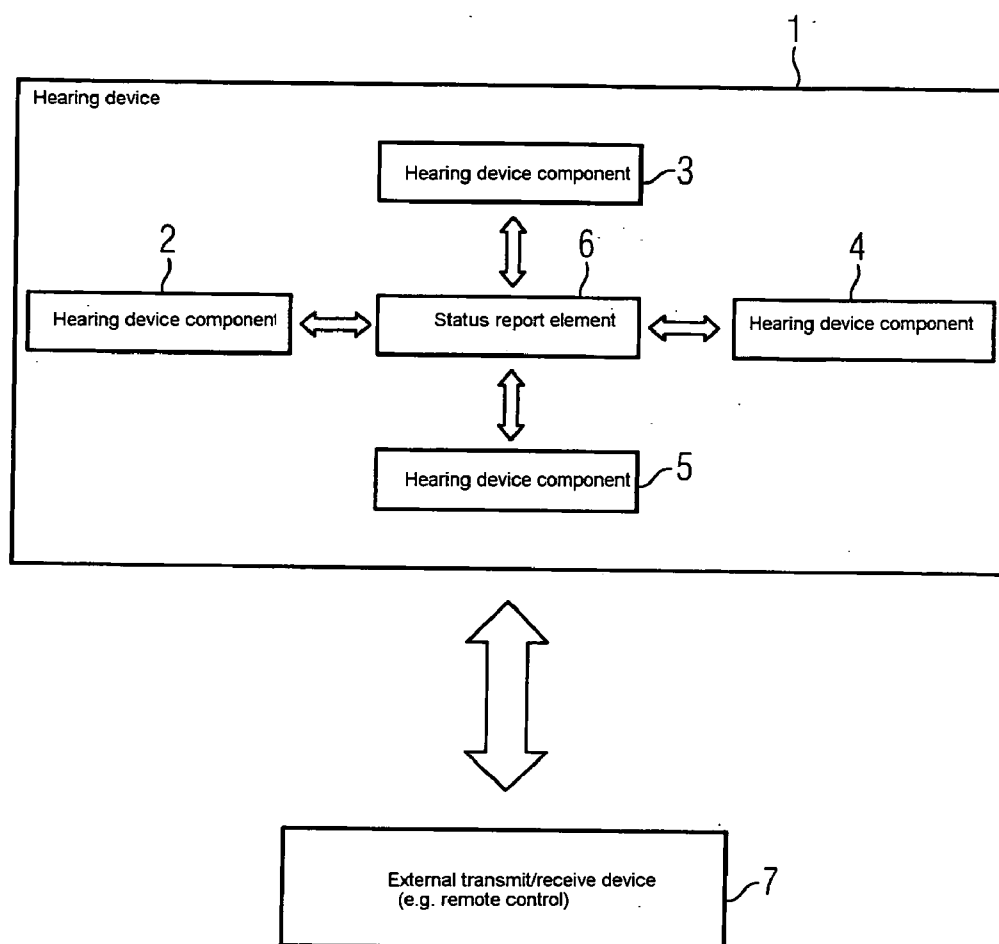 1
Hearing device
Hearing device component
3
2
6
4
Hearing device component
Status report element
Hearing device component
Hearing device component
5
External transmit/receive device
(e.g. remote control)
7